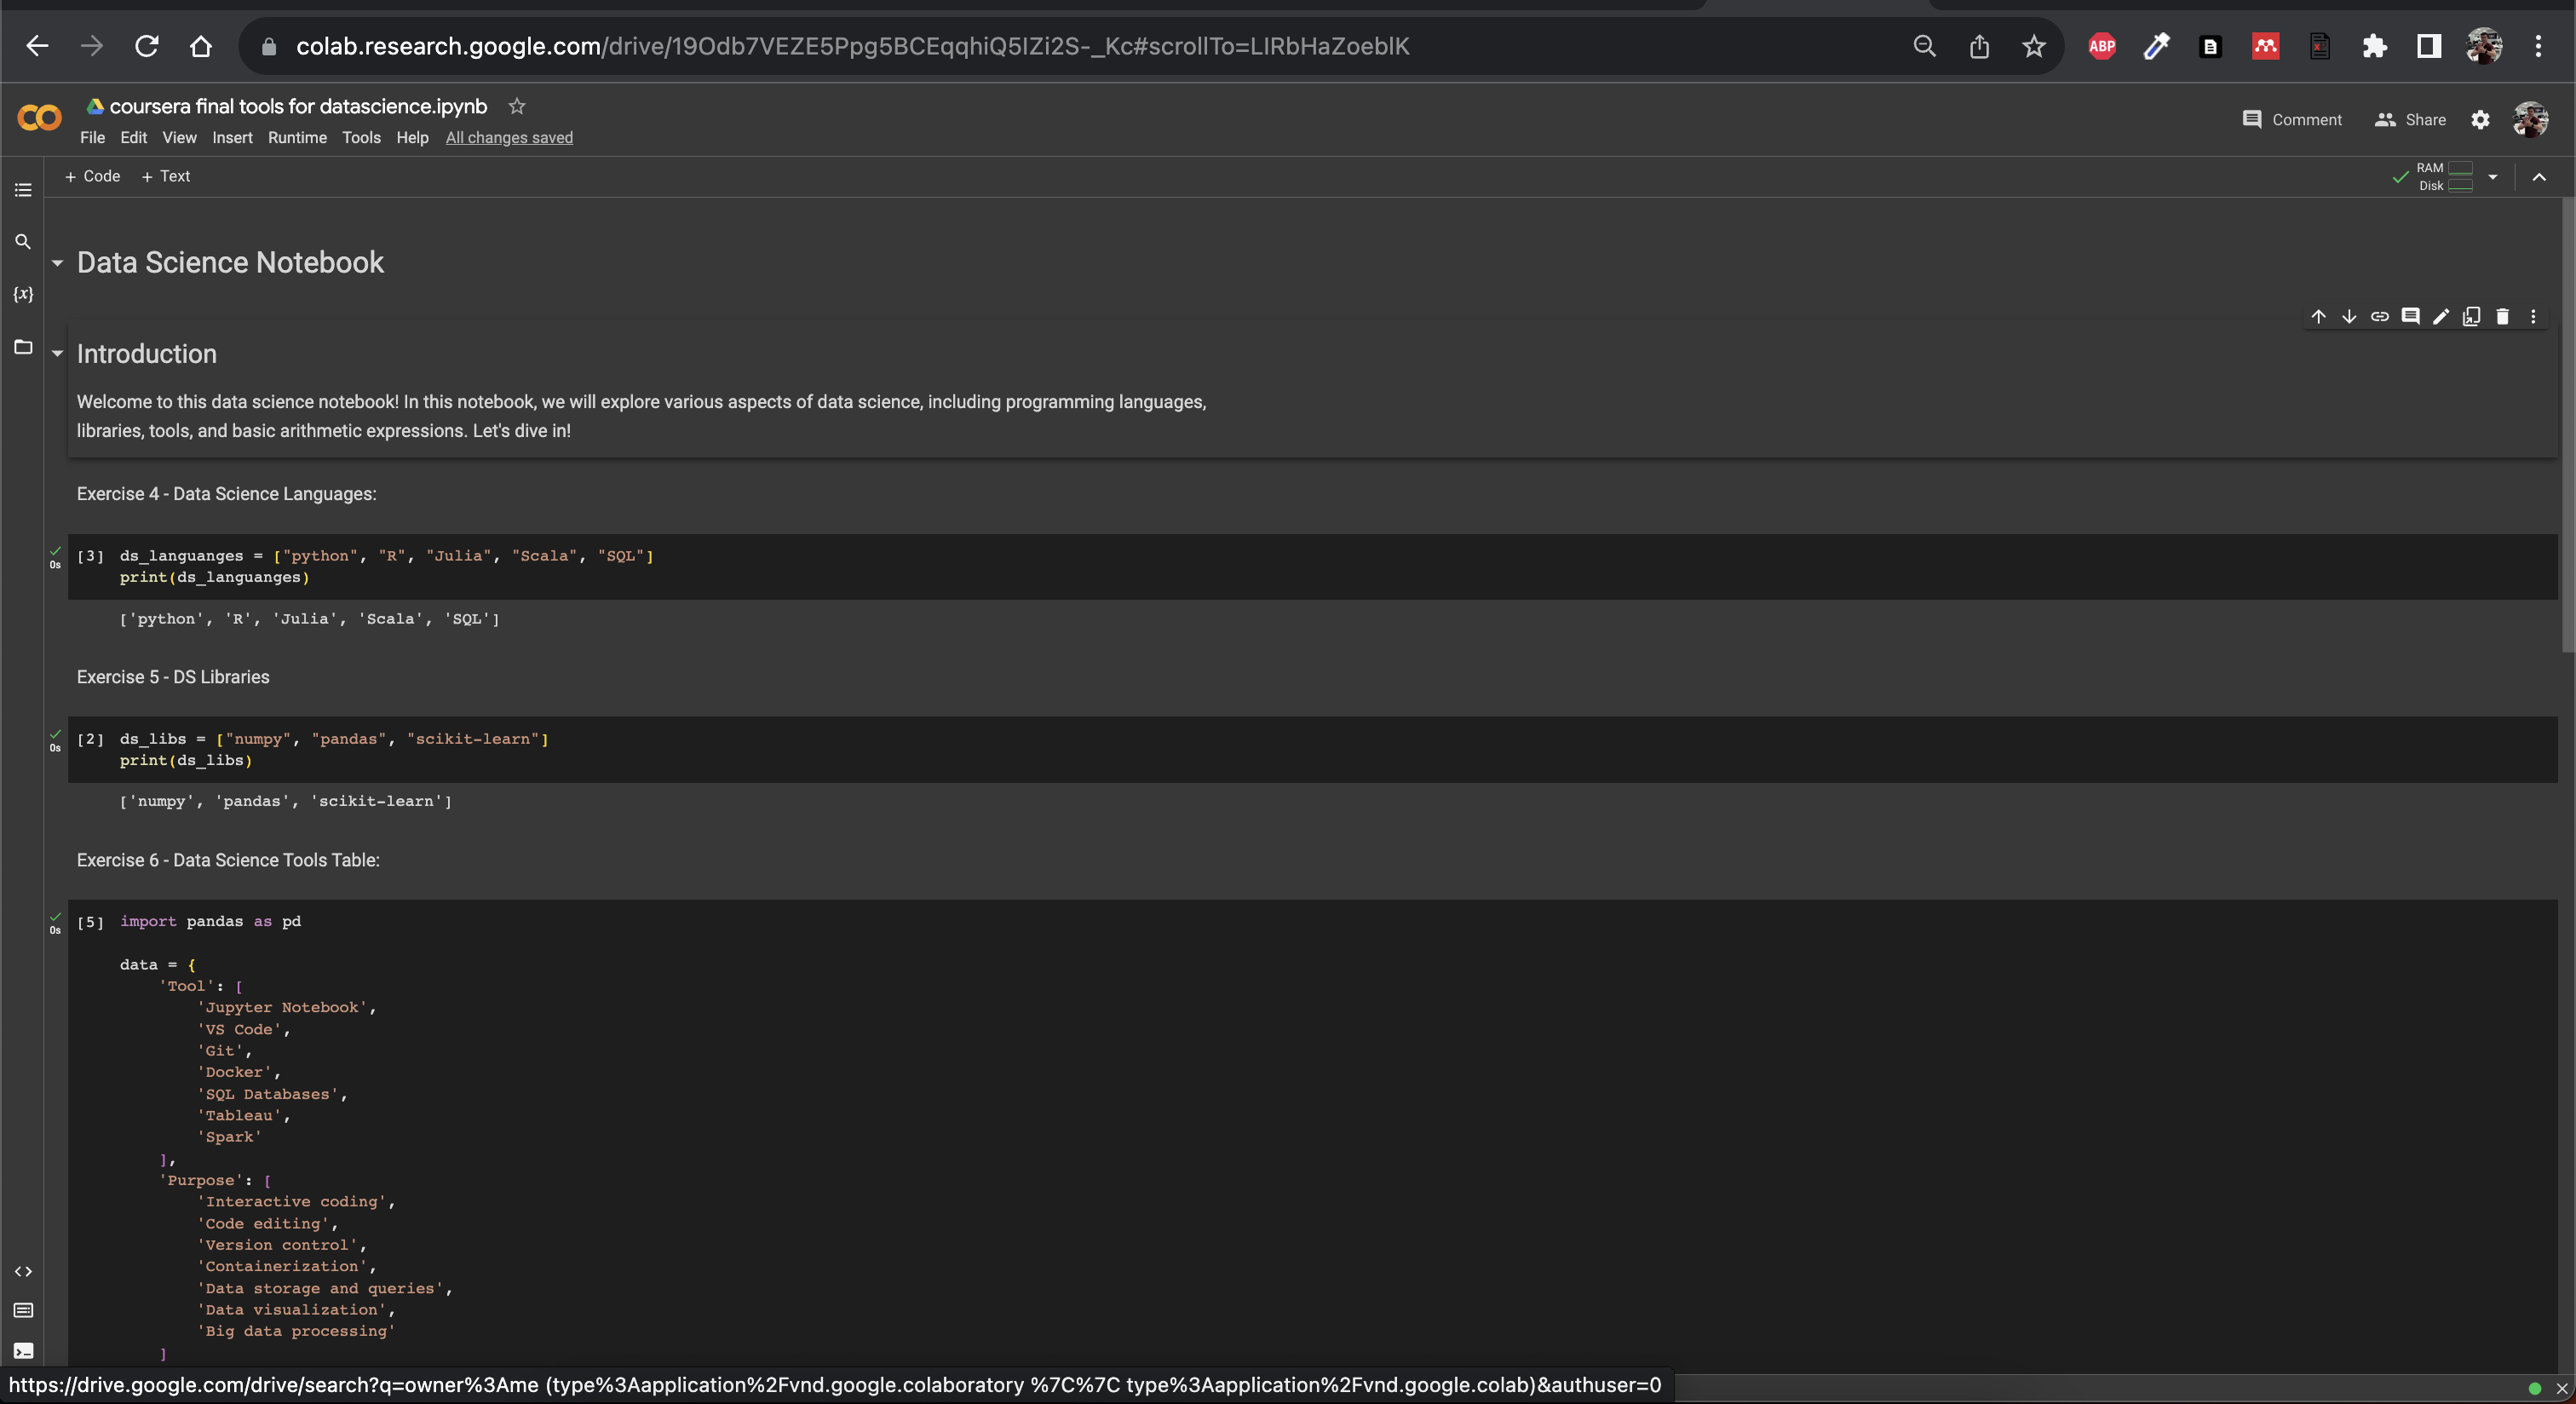 colab.research.google.com/drive/19Odb7VEZE5Ppg5BCEqqhiQ5IZi2S-_Kc#scrollTo=LIRbHaZoeblK
ABP
coursera final tools for datascience.ipynb
File Edit View Insert Runtime Tools Help All changes saved
Comment Share
+ Code + Text
RAM
Disk
Data Science Notebook
Introduction
Welcome to this data science notebook! In this notebook, we will explore various aspects of data science, including programming languages,
libraries, tools, and basic arithmetic expressions. Let's dive in!
Exercise 4 - Data Science Languages:
0s
[3] ds_languanges = ["python", "R", "Julia", "Scala", "SQL"]
print(ds_languanges)
['python', 'R', 'Julia', 'Scala', 'SQL']
Exercise 5 - DS Libraries
0s
[2] ds_libs = ["numpy", "pandas", "scikit-learn"]
print(ds_libs)
['numpy', 'pandas', 'scikit-learn']
Exercise 6 - Data Science Tools Table:
0s
[5] import pandas as pd
data = {
'Tool': [
'Jupyter Notebook',
'VS Code',
'Git',
'Docker',
'SQL Databases',
'Tableau',
'Spark'
],
'Purpose': [
'Interactive coding',
'Code editing',
'Version control',
'Containerization',
'Data storage and queries',
'Data visualization',
'Big data processing'
]
https://drive.google.com/drive/search?q=owner%3Ame (type%3Aapplication%2Fvnd.google.colaboratory %7C%7C type%3Aapplication%2Fvnd.google.colab)&authuser=0